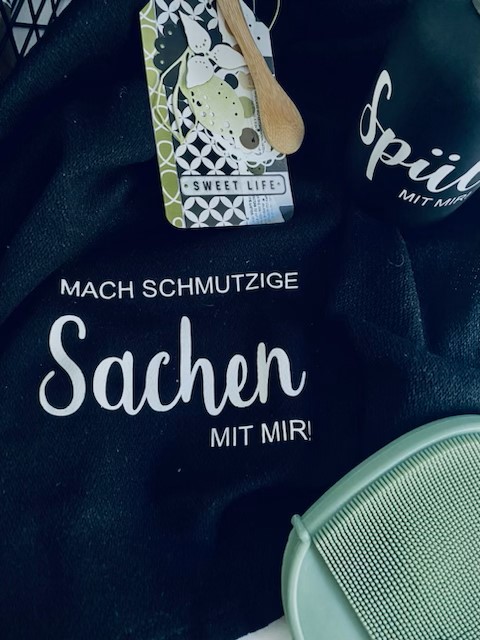 SWEET LIFE
Spül
MIT MIR!
MACH SCHMUTZIGE
Sachen
MIT MIR!